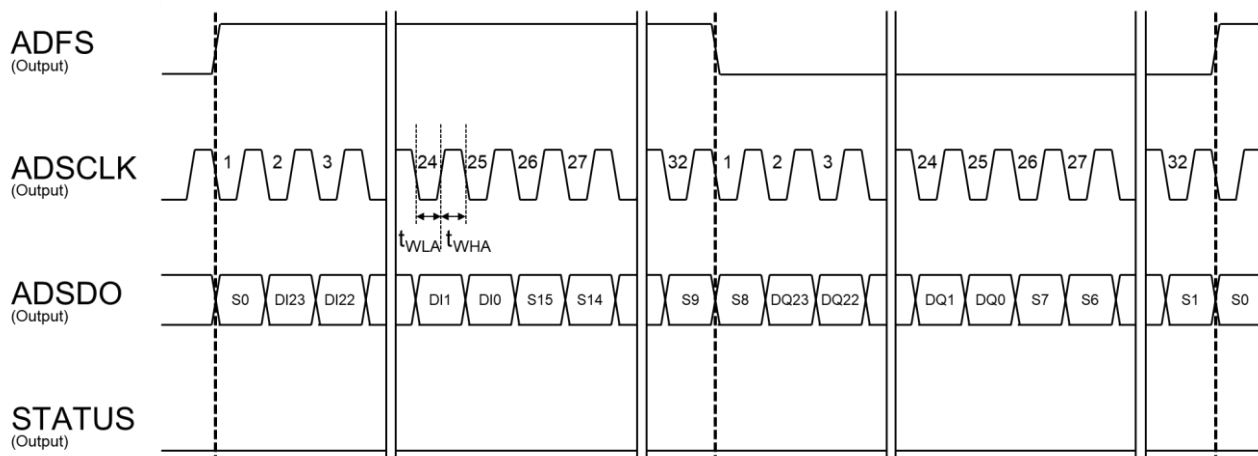 ADFS
(Output)
ADSCLK
(Output)
1 2 3 24 25 26 27 32 1 2 3 24 25 26 27 32
tWLA tWHA
ADSDO
(Output)
S0 DI23 DI22 DI1 DI0 S15 S14 S9 S8 DQ23 DQ22 DQ1 DQ0 S7 S6 S1 S0
STATUS
(Output)